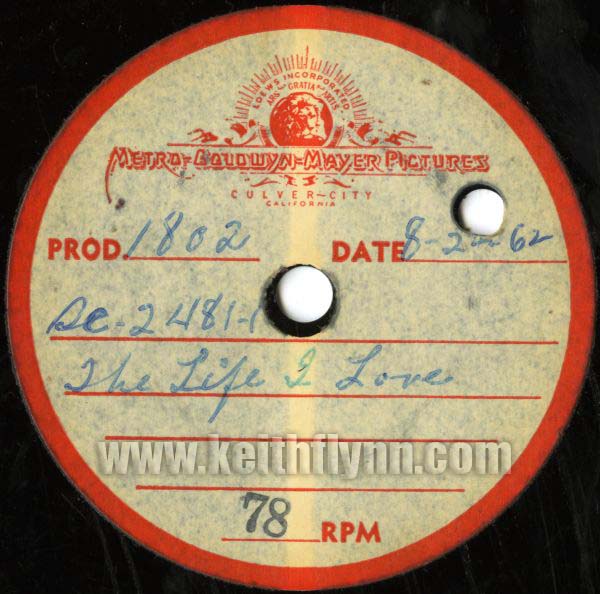 LOEWS INCORPORATED
ARS GRATIA ARTIS
METRO-GOLDWYN-MAYER PICTURES
CULVER-CITY
CALIFORNIA
PROD. 1802 DATE 8-2-62
SC-2481-1
The Life I Love
www.keithflynn.com
78 RPM